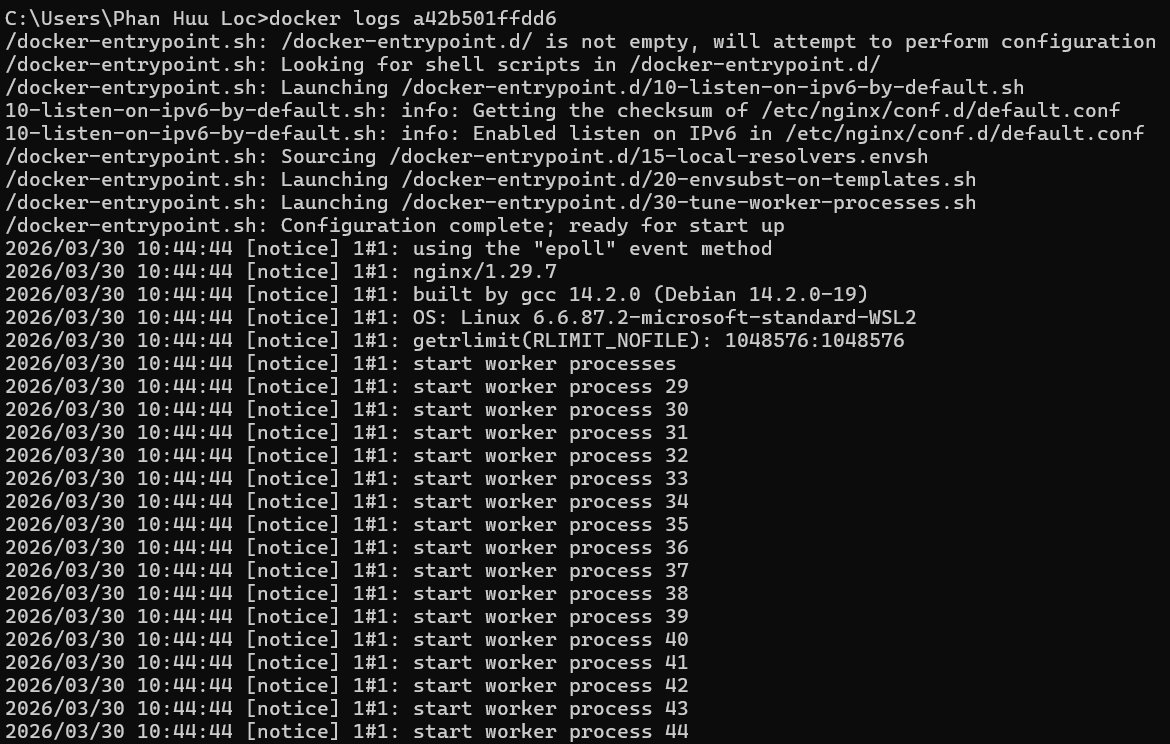 C:\Users\Phan Huu Loc>docker logs a42b501ffdd6
/docker-entrypoint.sh: /docker-entrypoint.d/ is not empty, will attempt to perform configuration
/docker-entrypoint.sh: Looking for shell scripts in /docker-entrypoint.d/
/docker-entrypoint.sh: Launching /docker-entrypoint.d/10-listen-on-ipv6-by-default.sh
10-listen-on-ipv6-by-default.sh: info: Getting the checksum of /etc/nginx/conf.d/default.conf
10-listen-on-ipv6-by-default.sh: info: Enabled listen on IPv6 in /etc/nginx/conf.d/default.conf
/docker-entrypoint.sh: Sourcing /docker-entrypoint.d/15-local-resolvers.envsh
/docker-entrypoint.sh: Launching /docker-entrypoint.d/20-envsubst-on-templates.sh
/docker-entrypoint.sh: Launching /docker-entrypoint.d/30-tune-worker-processes.sh
/docker-entrypoint.sh: Configuration complete; ready for start up
2026/03/30 10:44:44 [notice] 1#1: using the "epoll" event method
2026/03/30 10:44:44 [notice] 1#1: nginx/1.29.7
2026/03/30 10:44:44 [notice] 1#1: built by gcc 14.2.0 (Debian 14.2.0-19)
2026/03/30 10:44:44 [notice] 1#1: OS: Linux 6.6.87.2-microsoft-standard-WSL2
2026/03/30 10:44:44 [notice] 1#1: getrlimit(RLIMIT_NOFILE): 1048576:1048576
2026/03/30 10:44:44 [notice] 1#1: start worker processes
2026/03/30 10:44:44 [notice] 1#1: start worker process 29
2026/03/30 10:44:44 [notice] 1#1: start worker process 30
2026/03/30 10:44:44 [notice] 1#1: start worker process 31
2026/03/30 10:44:44 [notice] 1#1: start worker process 32
2026/03/30 10:44:44 [notice] 1#1: start worker process 33
2026/03/30 10:44:44 [notice] 1#1: start worker process 34
2026/03/30 10:44:44 [notice] 1#1: start worker process 35
2026/03/30 10:44:44 [notice] 1#1: start worker process 36
2026/03/30 10:44:44 [notice] 1#1: start worker process 37
2026/03/30 10:44:44 [notice] 1#1: start worker process 38
2026/03/30 10:44:44 [notice] 1#1: start worker process 39
2026/03/30 10:44:44 [notice] 1#1: start worker process 40
2026/03/30 10:44:44 [notice] 1#1: start worker process 41
2026/03/30 10:44:44 [notice] 1#1: start worker process 42
2026/03/30 10:44:44 [notice] 1#1: start worker process 43
2026/03/30 10:44:44 [notice] 1#1: start worker process 44